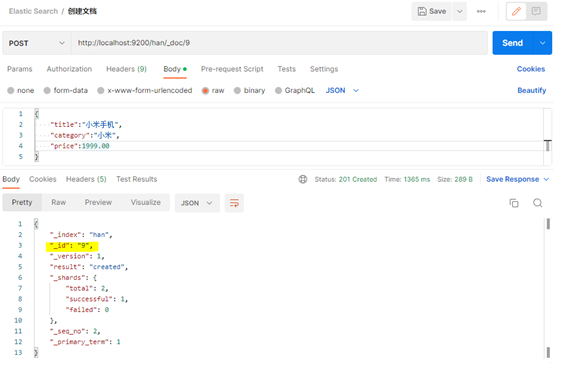 Elastic Search / 创建文档
Save
POST http://localhost:9200/han/_doc/9 Send
Params Authorization Headers (9) Body Pre-request Script Tests Settings Cookies
none form-data x-www-form-urlencoded raw binary GraphQL JSON Beautify
1 {
2 "title":"小米手机",
3 "category":"小米",
4 "price":1999.00
5 }
Body Cookies Headers (5) Test Results Status: 201 Created Time: 1365 ms Size: 289 B Save Response
Pretty Raw Preview Visualize JSON
1 {
2 "_index": "han",
3 "_id": "9",
4 "_version": 1,
5 "result": "created",
6 "_shards": {
7 "total": 2,
8 "successful": 1,
9 "failed": 0
10 },
11 "_seq_no": 2,
12 "_primary_term": 1
13 }